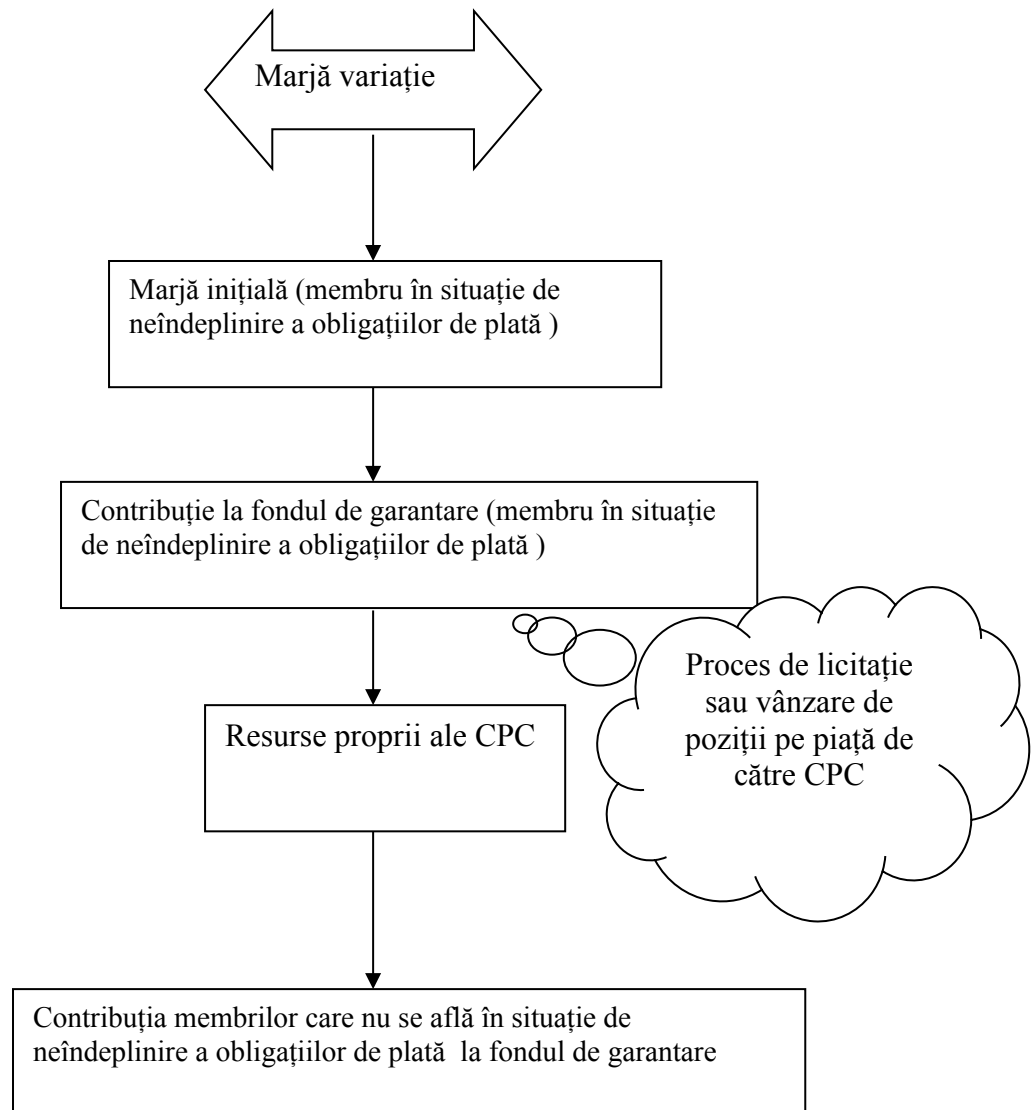 Marjă variație
Marjă inițială (membru în situație de
neîndeplinire a obligațiilor de plată )
Contribuție la fondul de garantare (membru în situație
de neîndeplinire a obligațiilor de plată )
Proces de licitație
sau vânzare de
poziții pe piață de
către CPC
Resurse proprii ale CPC
Contribuția membrilor care nu se află în situație de
neîndeplinire a obligațiilor de plată  la fondul de garantare